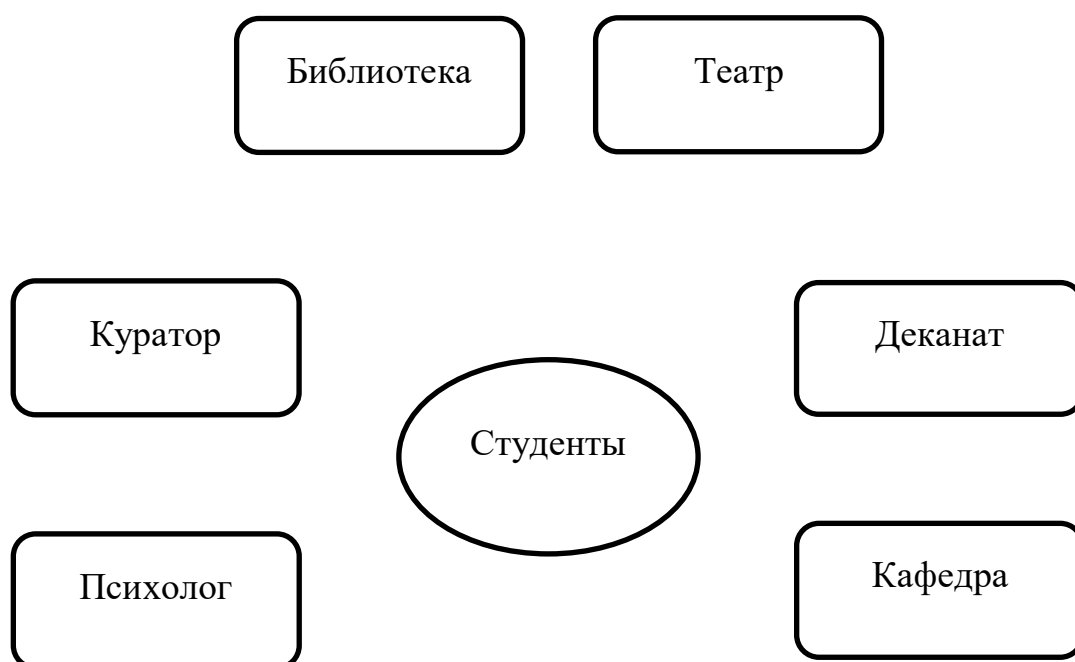 Библиотека
Театр
Куратор
Деканат
Студенты
Психолог
Кафедра